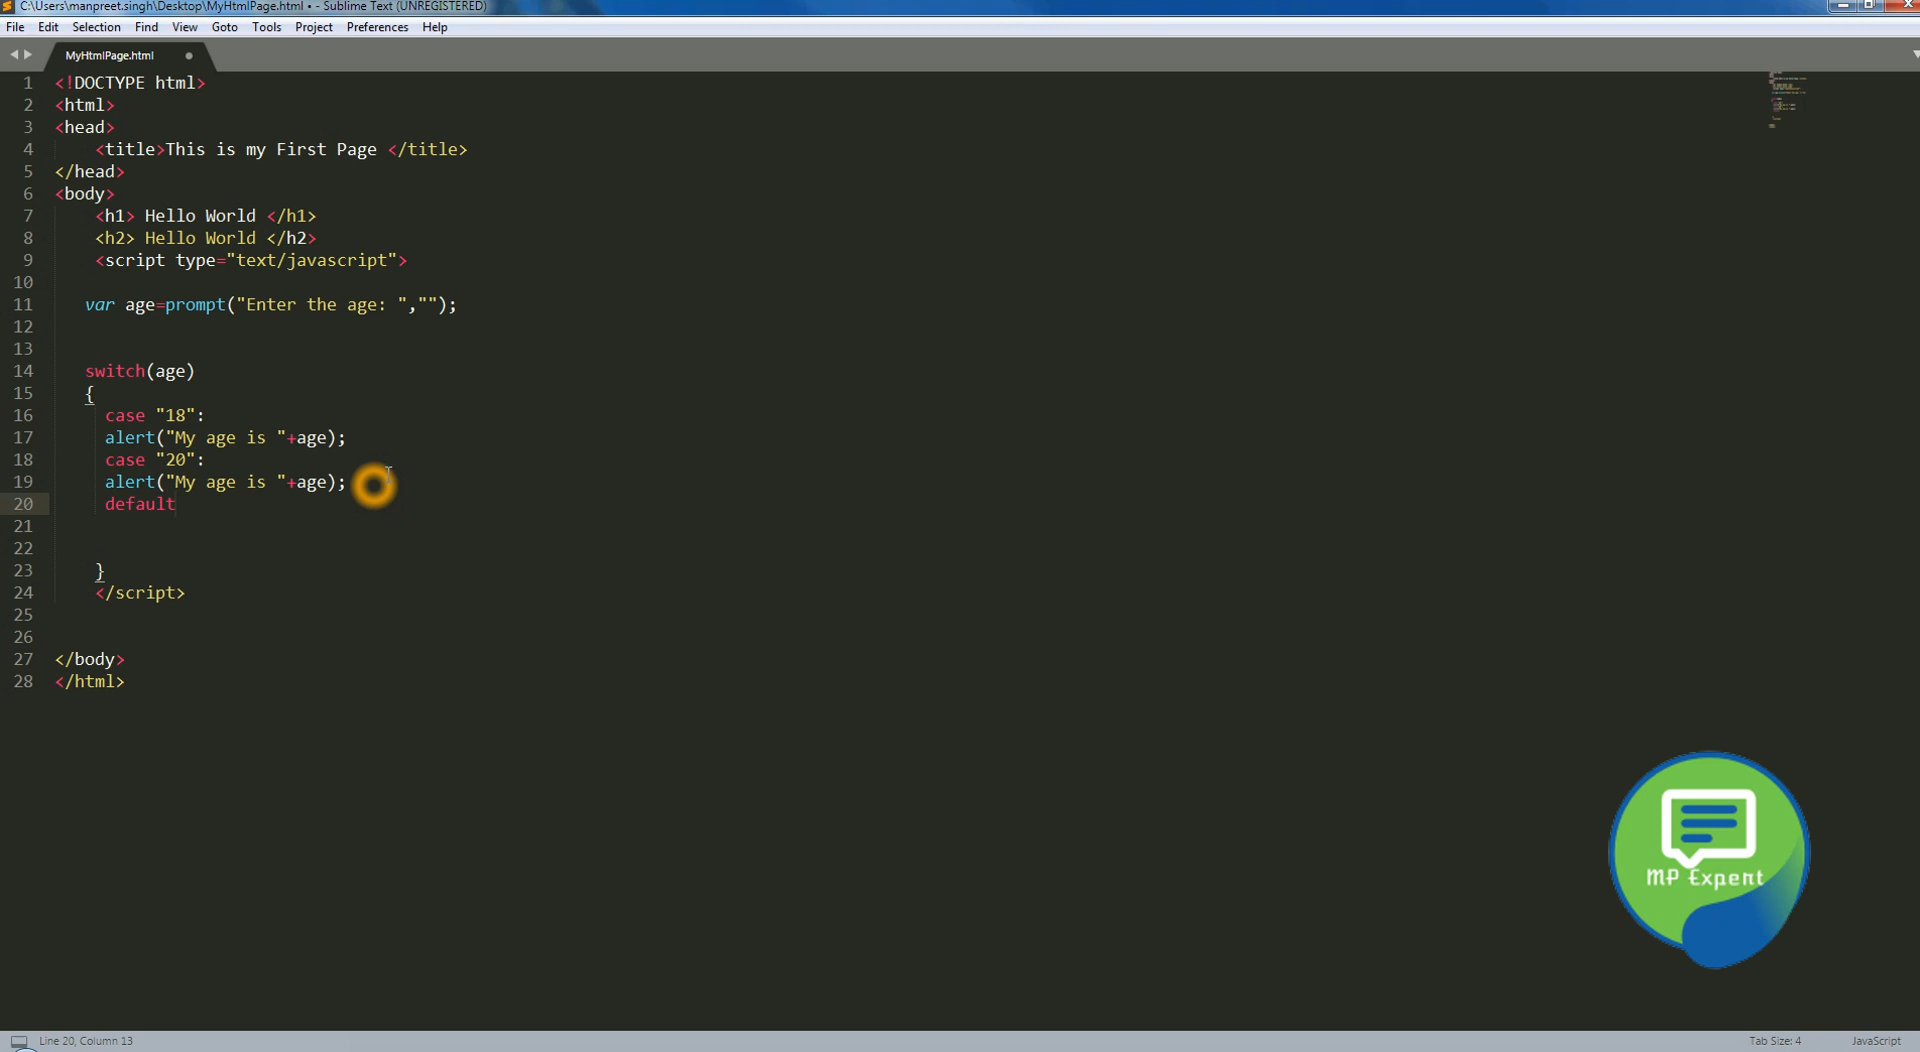 C:\Users\manpreet.singh\Desktop\MyHtmlPage.html • - Sublime Text (UNREGISTERED)
File Edit Selection Find View Goto Tools Project Preferences Help
MyHtmlPage.html
1 <!DOCTYPE html>
2 <html>
3 <head>
4 <title>This is my First Page </title>
5 </head>
6 <body>
7 <h1> Hello World </h1>
8 <h2> Hello World </h2>
9 <script type="text/javascript">
10
11 var age=prompt("Enter the age: ","");
12
13
14 switch(age)
15 {
16 case "18":
17 alert("My age is "+age);
18 case "20":
19 alert("My age is "+age);
20 default
21
22
23 }
24 </script>
25
26
27 </body>
28 </html>
MP Expert
Line 20, Column 13 Tab Size: 4 JavaScript